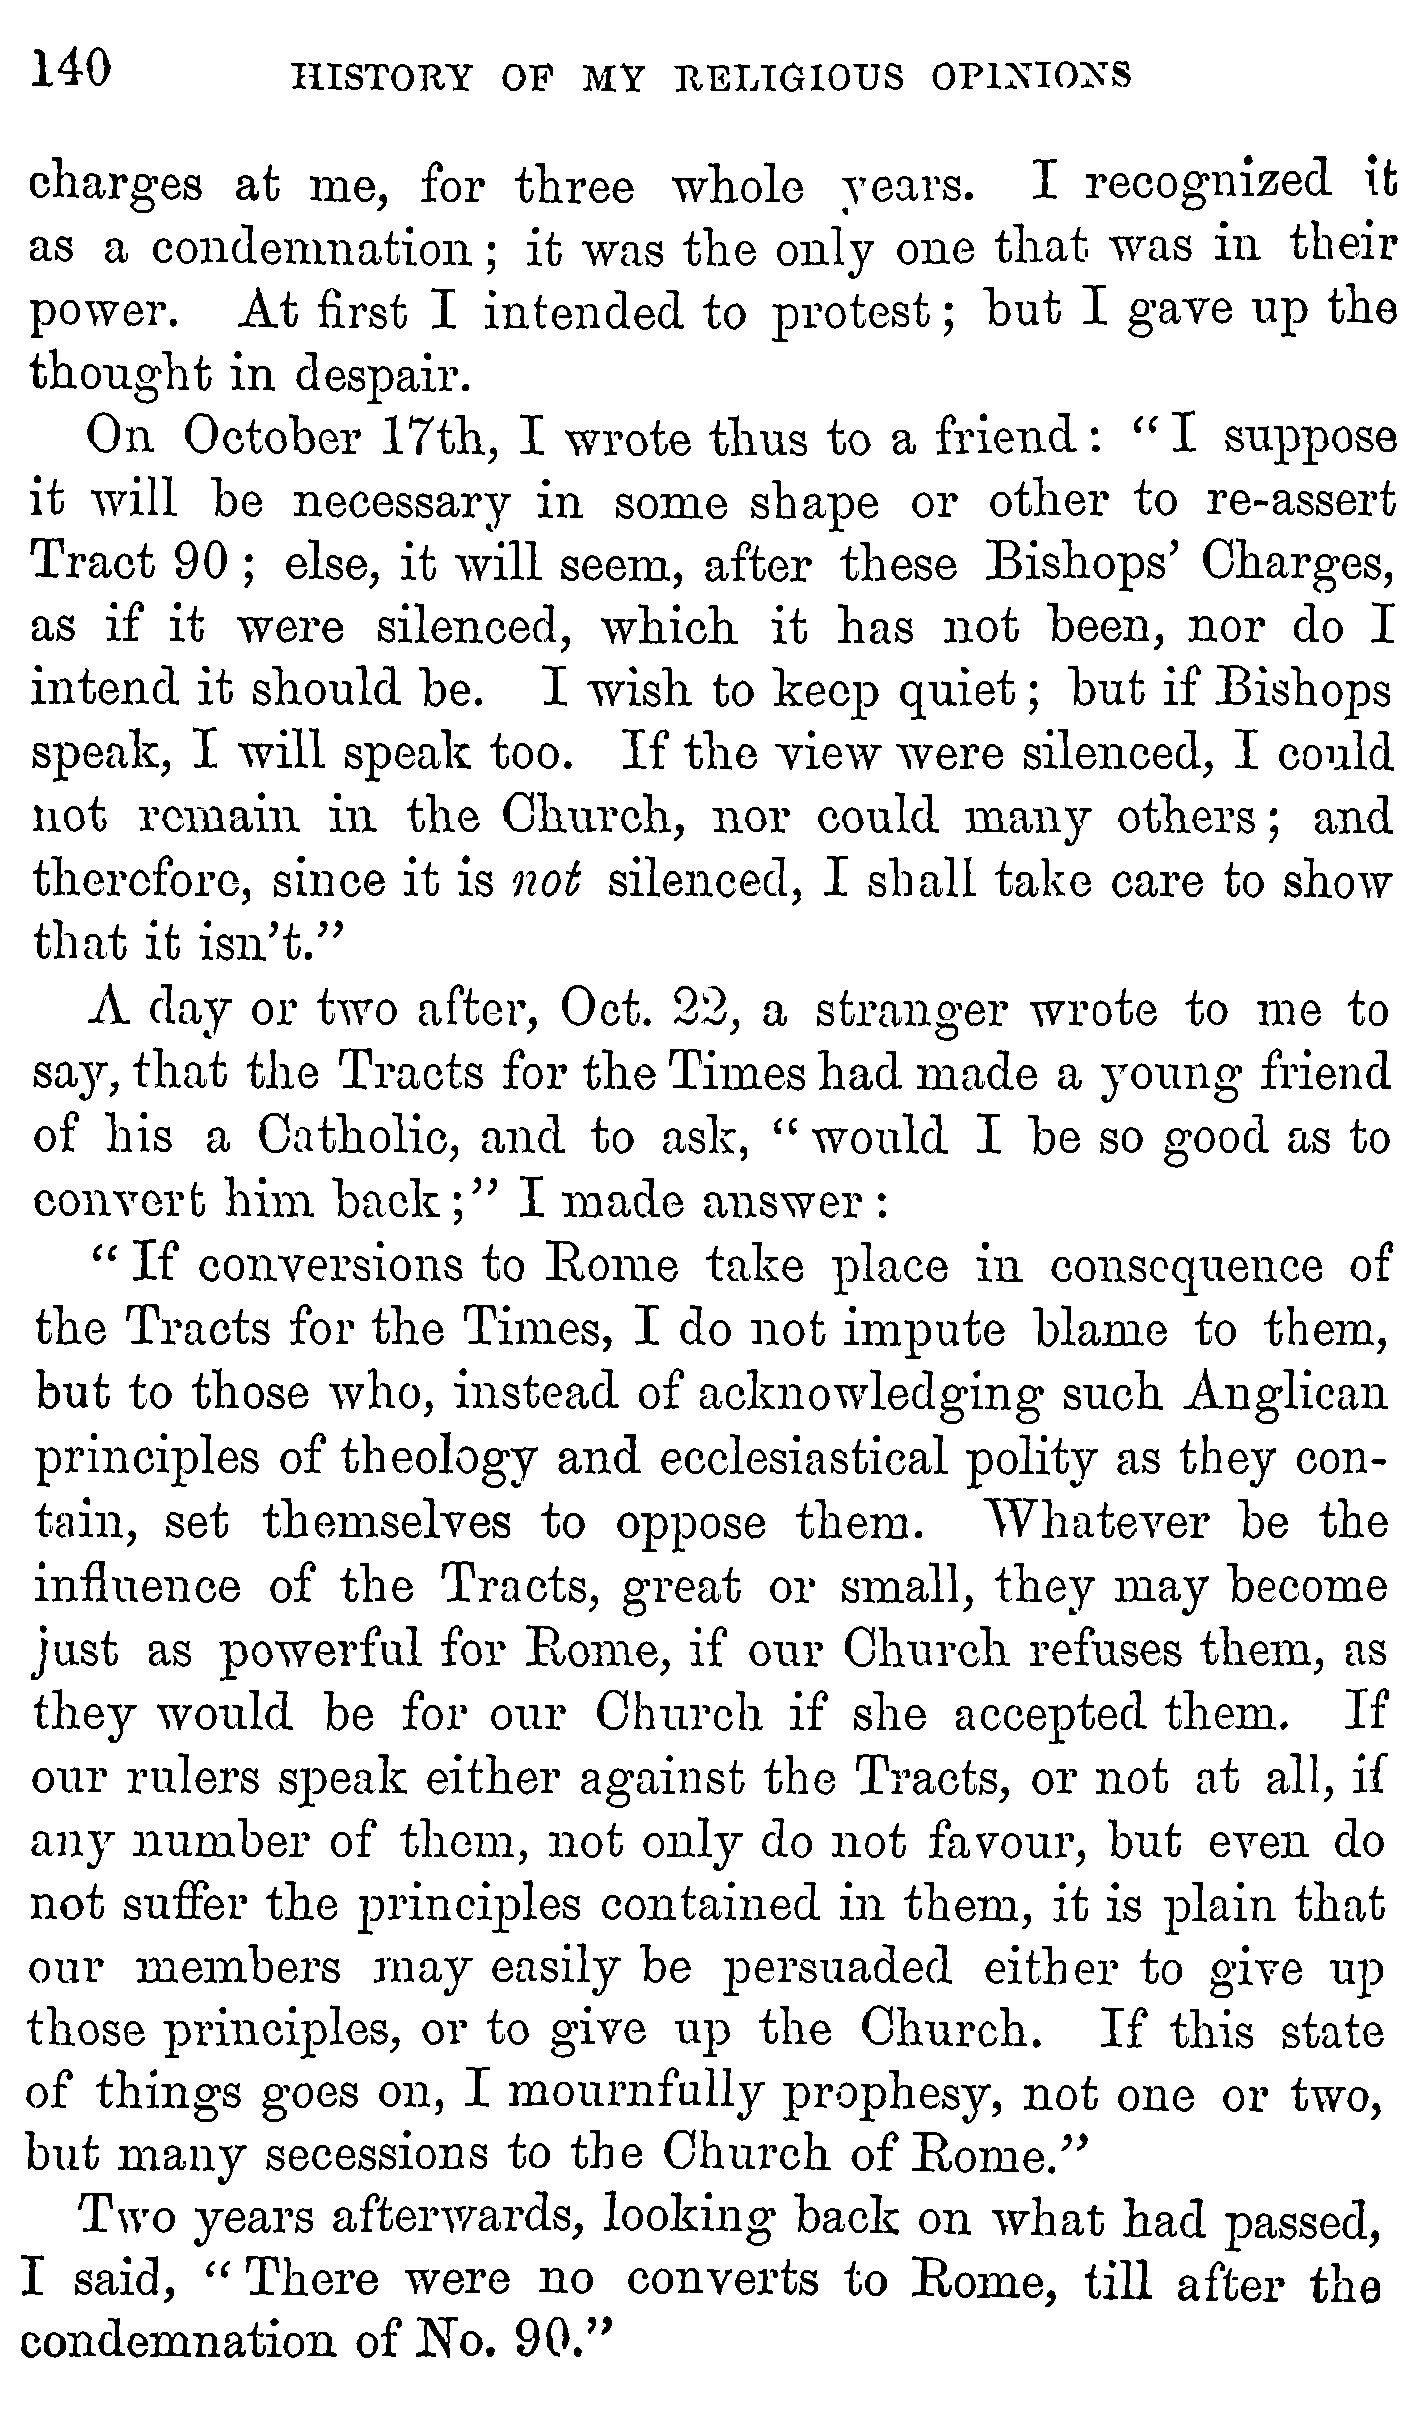 140 HISTORY OF MY RELIGIOUS OPINIONS
charges at me, for three whole years. I recognized it
as a condemnation; it was the only one that was in their
power. At first I intended to protest; but I gave up the
thought in despair.
On October 17th, I wrote thus to a friend: “I suppose
it will be necessary in some shape or other to re-assert
Tract 90; else, it will seem, after these Bishops’ Charges,
as if it were silenced, which it has not been, nor do I
intend it should be. I wish to keep quiet; but if Bishops
speak, I will speak too. If the view were silenced, I could
not remain in the Church, nor could many others; and
therefore, since it is not silenced, I shall take care to show
that it isn’t.”
A day or two after, Oct. 22, a stranger wrote to me to
say, that the Tracts for the Times had made a young friend
of his a Catholic, and to ask, “would I be so good as to
convert him back;” I made answer:
“If conversions to Rome take place in consequence of
the Tracts for the Times, I do not impute blame to them,
but to those who, instead of acknowledging such Anglican
principles of theology and ecclesiastical polity as they con-
tain, set themselves to oppose them. Whatever be the
influence of the Tracts, great or small, they may become
just as powerful for Rome, if our Church refuses them, as
they would be for our Church if she accepted them. If
our rulers speak either against the Tracts, or not at all, if
any number of them, not only do not favour, but even do
not suffer the principles contained in them, it is plain that
our members may easily be persuaded either to give up
those principles, or to give up the Church. If this state
of things goes on, I mournfully prophesy, not one or two,
but many secessions to the Church of Rome.”
Two years afterwards, looking back on what had passed,
I said, “There were no converts to Rome, till after the
condemnation of No. 90.”